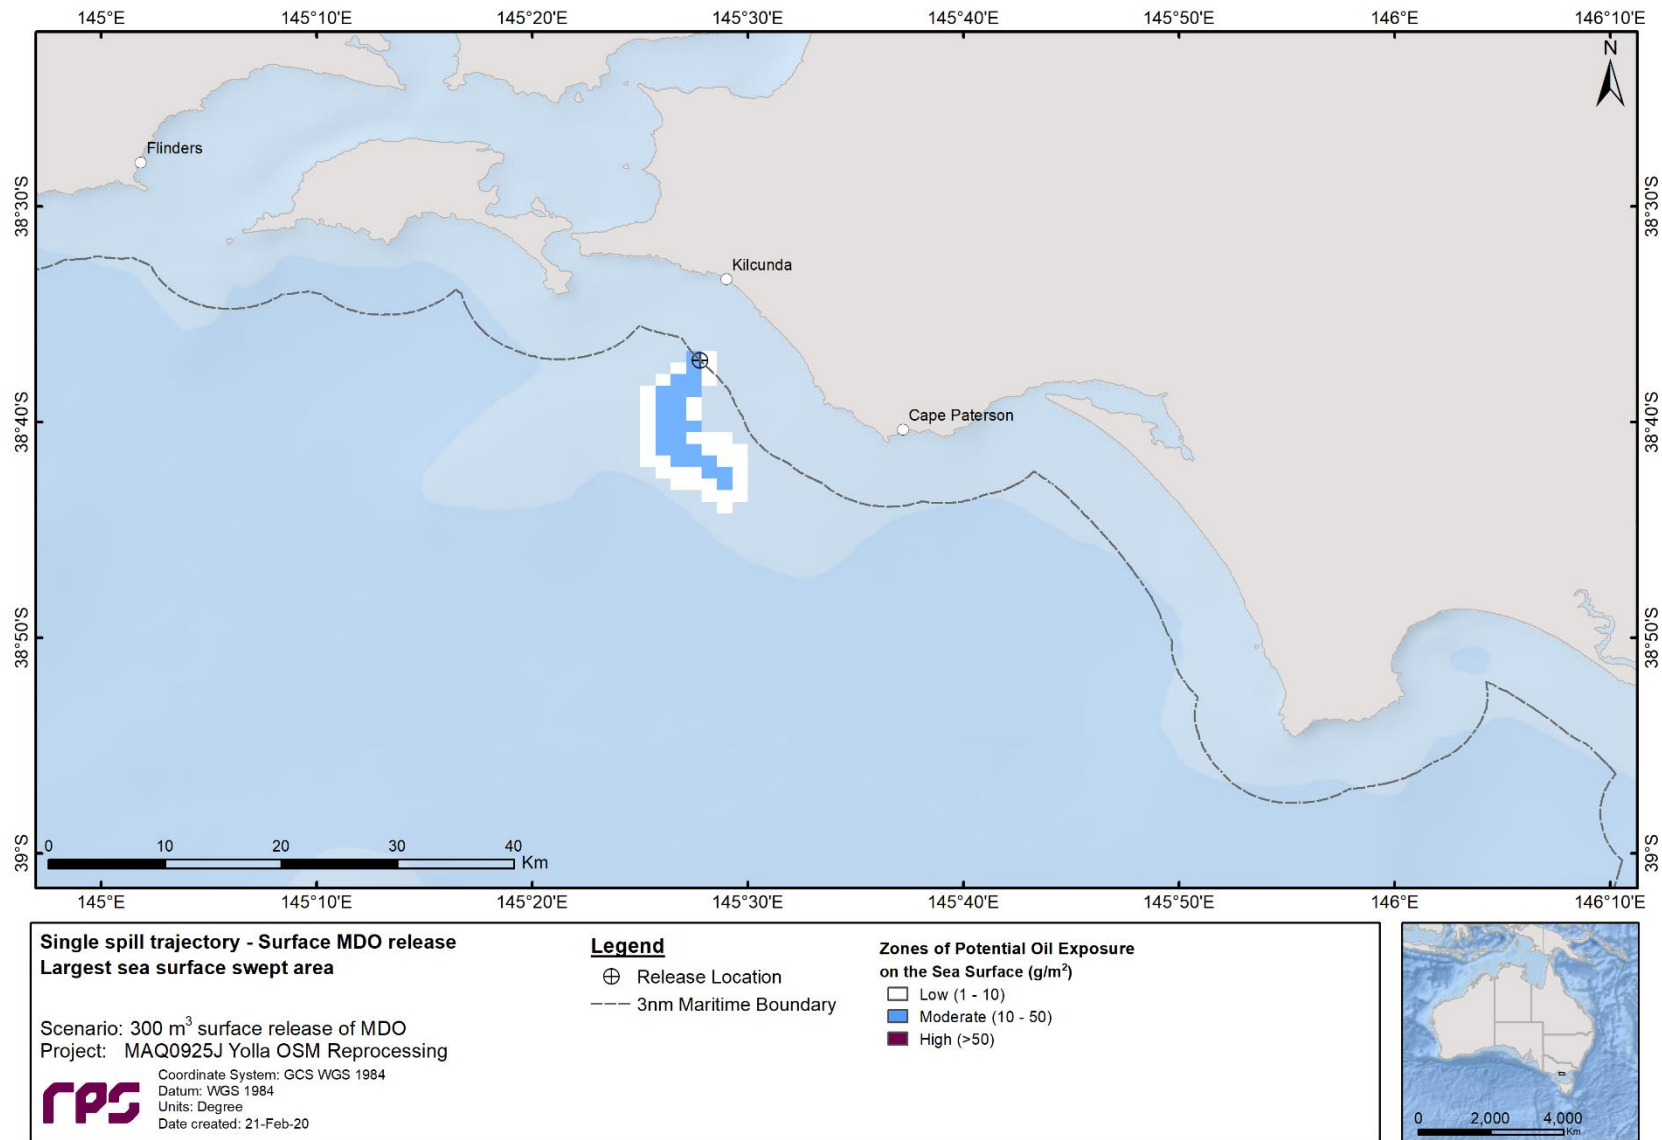 145°E 145°10'E 145°20'E 145°30'E 145°40'E 145°50'E 146°E 146°10'E
N
Flinders
38°30'S 38°30'S
Kilcunda
38°40'S 38°40'S
Cape Paterson
38°50'S 38°50'S
0 10 20 30 40
Km
39°S 39°S
145°E 145°10'E 145°20'E 145°30'E 145°40'E 145°50'E 146°E 146°10'E
Single spill trajectory - Surface MDO release
Largest sea surface swept area
Scenario: 300 m³ surface release of MDO
Project: MAQ0925J Yolla OSM Reprocessing
rps
Coordinate System: GCS WGS 1984
Datum: WGS 1984
Units: Degree
Date created: 21-Feb-20
Legend
Release Location
3nm Maritime Boundary
Zones of Potential Oil Exposure
on the Sea Surface (g/m²)
Low (1 - 10)
Moderate (10 - 50)
High (>50)
0 2,000 4,000
Km